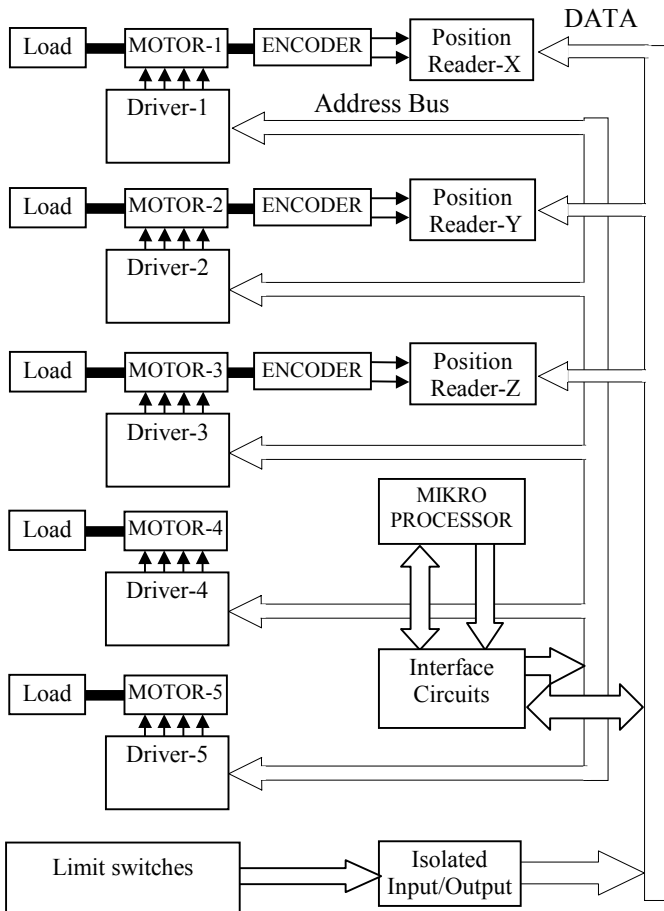 DATA
Load
MOTOR-1
ENCODER
Position
Reader-X
Driver-1
Address Bus
Load
MOTOR-2
ENCODER
Position
Reader-Y
Driver-2
Load
MOTOR-3
ENCODER
Position
Reader-Z
Driver-3
MIKRO
PROCESSOR
Load
MOTOR-4
Driver-4
Interface
Circuits
Load
MOTOR-5
Driver-5
Limit switches
Isolated
Input/Output